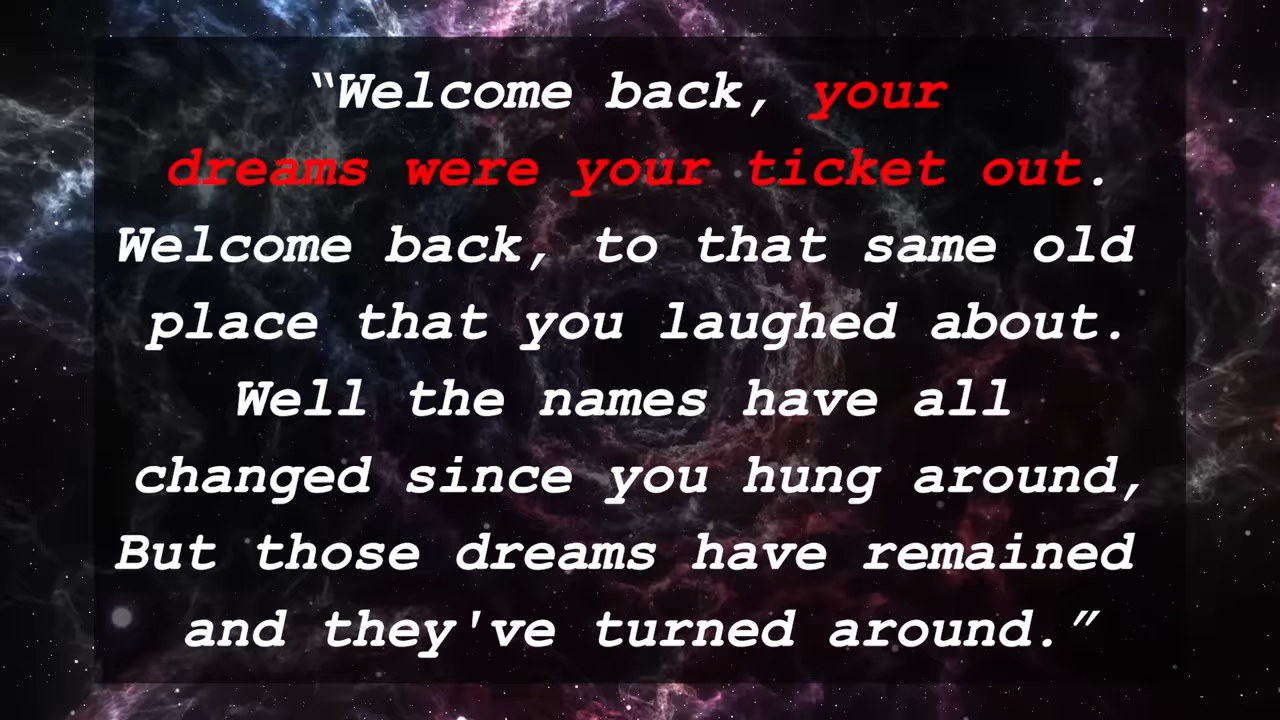 “Welcome back, your
dreams were your ticket out.
Welcome back, to that same old
place that you laughed about.
Well the names have all
changed since you hung around,
But those dreams have remained
and they've turned around.”